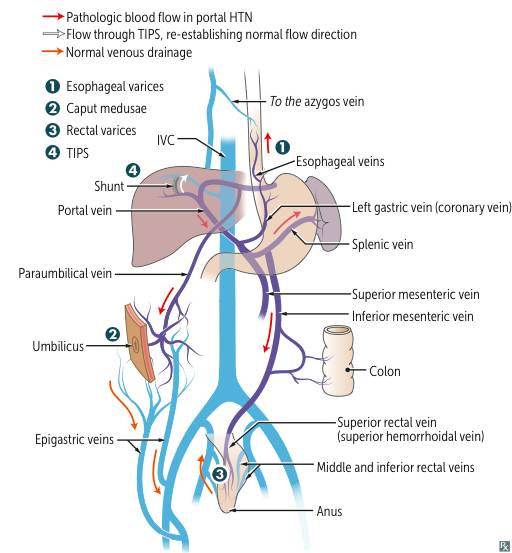 Pathologic blood flow in portal HTN
Flow through TIPS, re-establishing normal flow direction
Normal venous drainage
1 Esophageal varices
2 Caput medusae
3 Rectal varices
4 TIPS
To the azygos vein
IVC
1
Esophageal veins
4
Shunt
Portal vein
Left gastric vein (coronary vein)
Splenic vein
Paraumbilical vein
Superior mesenteric vein
Inferior mesenteric vein
2
Umbilicus
Colon
Epigastric veins
Superior rectal vein
(superior hemorrhoidal vein)
Middle and inferior rectal veins
3
Anus